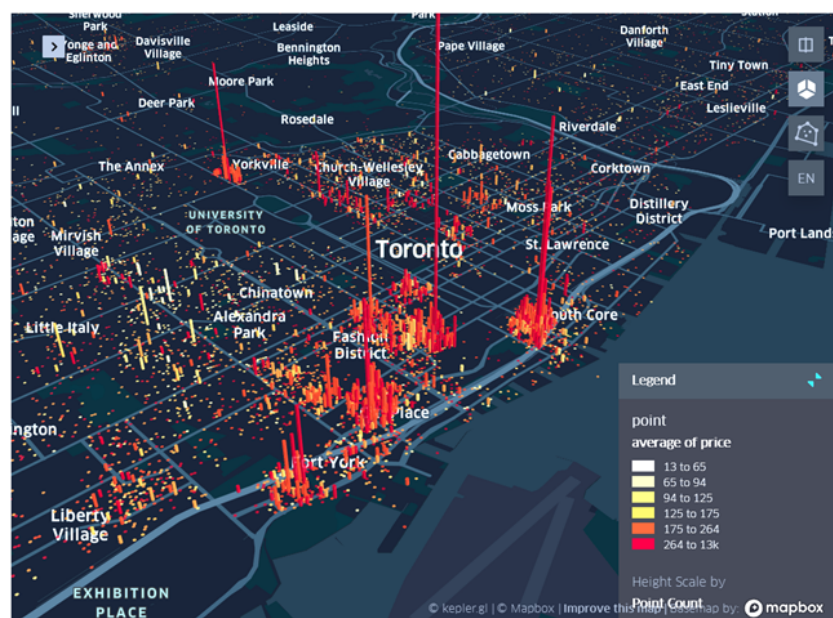 Sherwood
Park
Leaside
Park
Danforth
Village
Yonge and
Eglinton
Davisville
Village
Bennington
Heights
Pape Village
Tiny Town
Moore Park
East End
Leslieville
Deer Park
Rosedale
Riverdale
The Annex
Yorkville
Church-Wellesley
Village
Cabbagetown
Corktown
EN
UNIVERSITY
OF TORONTO
Moss Park
Distillery
District
Mirvish
Village
Toronto
St. Lawrence
Port Land
Chinatown
Little Italy
Alexandra
Park
Fashion
District
outh Core
Place
ington
Fort York
Liberty
Village
EXHIBITION
PLACE
Legend
point
average of price
13 to 65
65 to 94
94 to 125
125 to 175
175 to 264
264 to 13k
Height Scale by
Point Count
© kepler.gl | © Mapbox | Improve this map | Basemap by: mapbox